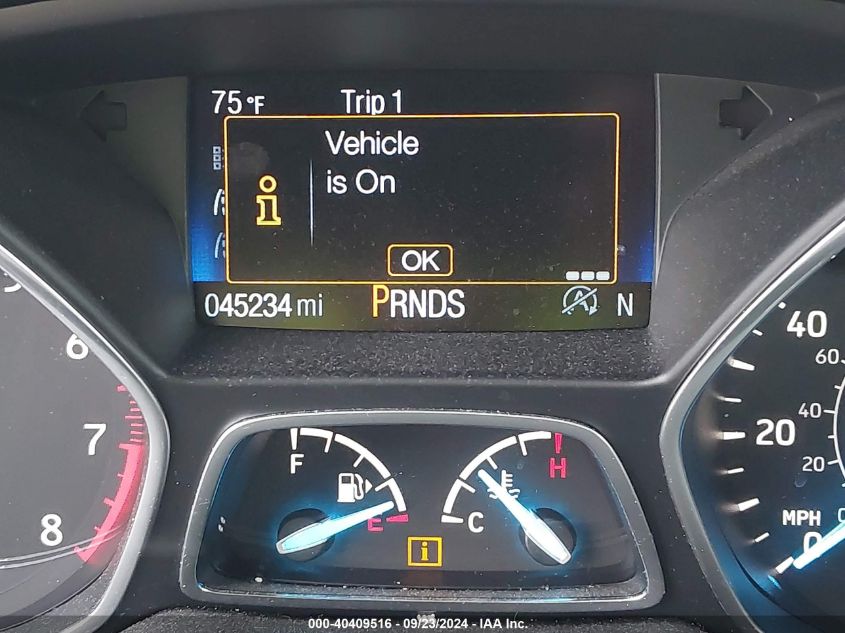 75°F Trip 1
Vehicle
is On
i
OK
045234 mi PRNDS N
6
7
8
F
E
i
C
H
40
20
MPH
0
60
40
20
000-40409516 - 09/23/2024 - IAA Inc.